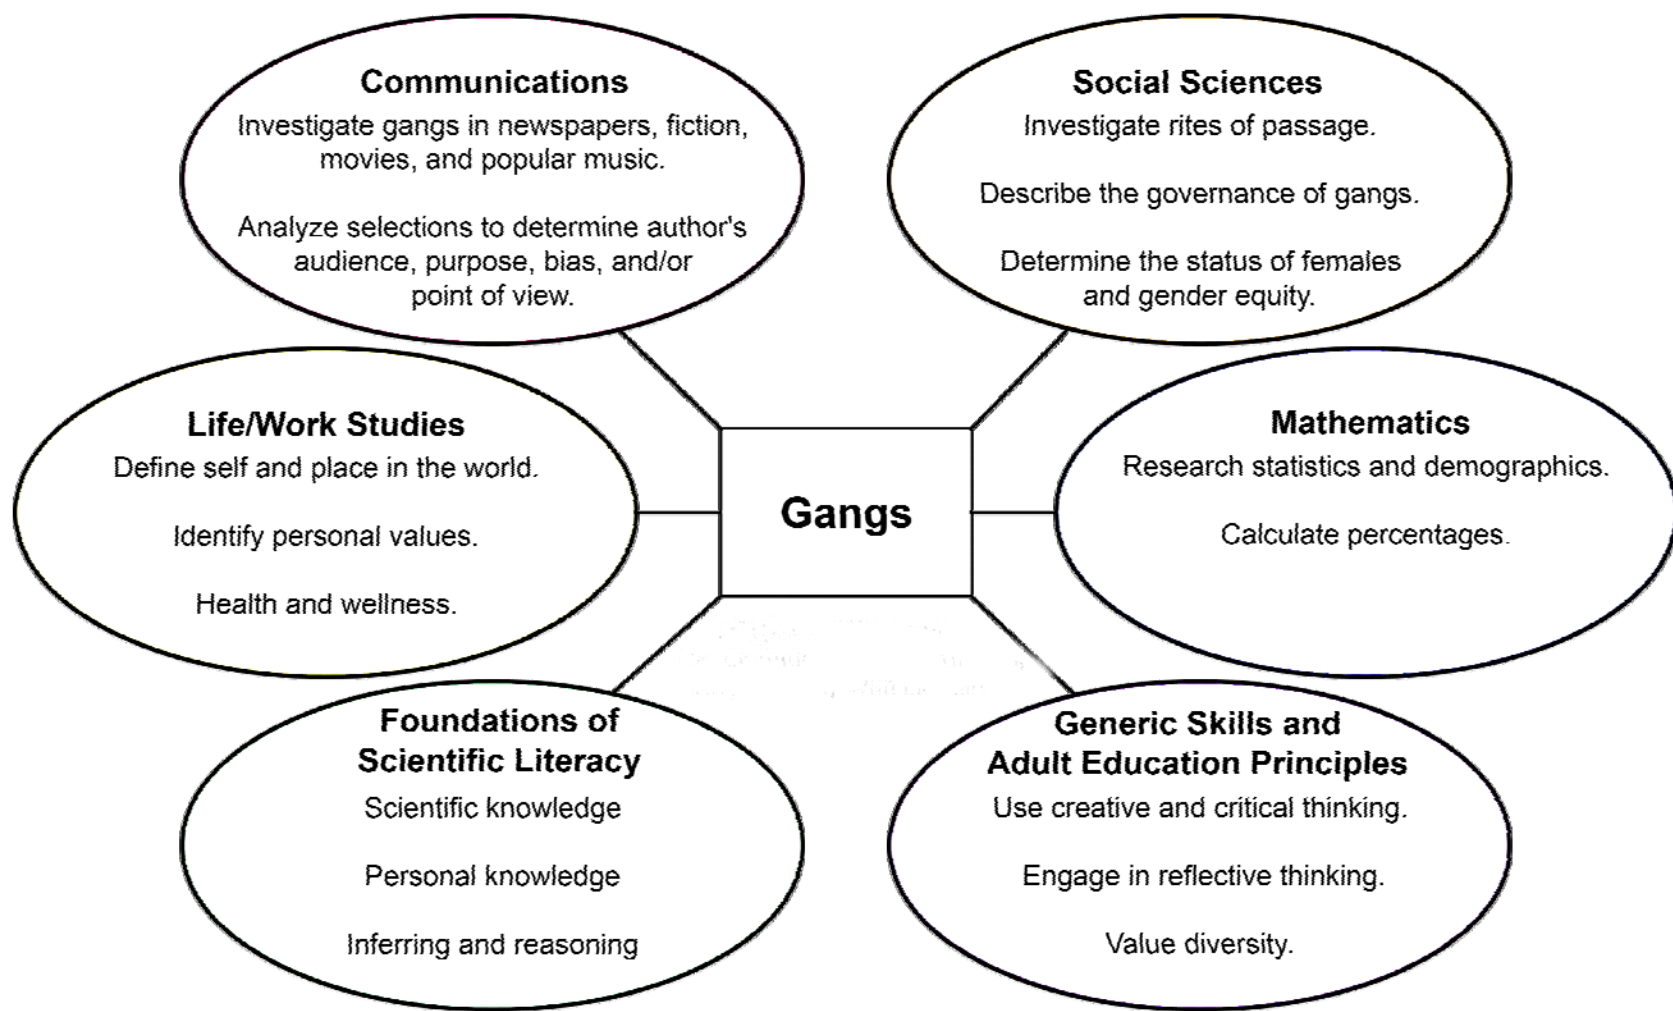 Communications
Investigate gangs in newspapers, fiction,
movies, and popular music.
Analyze selections to determine author's
audience, purpose, bias, and/or
point of view.
Social Sciences
Investigate rites of passage.
Describe the governance of gangs.
Determine the status of females
and gender equity.
Life/Work Studies
Define self and place in the world.
Identify personal values.
Health and wellness.
Gangs
Mathematics
Research statistics and demographics.
Calculate percentages.
Foundations of
Scientific Literacy
Scientific knowledge
Personal knowledge
Inferring and reasoning
Generic Skills and
Adult Education Principles
Use creative and critical thinking.
Engage in reflective thinking.
Value diversity.